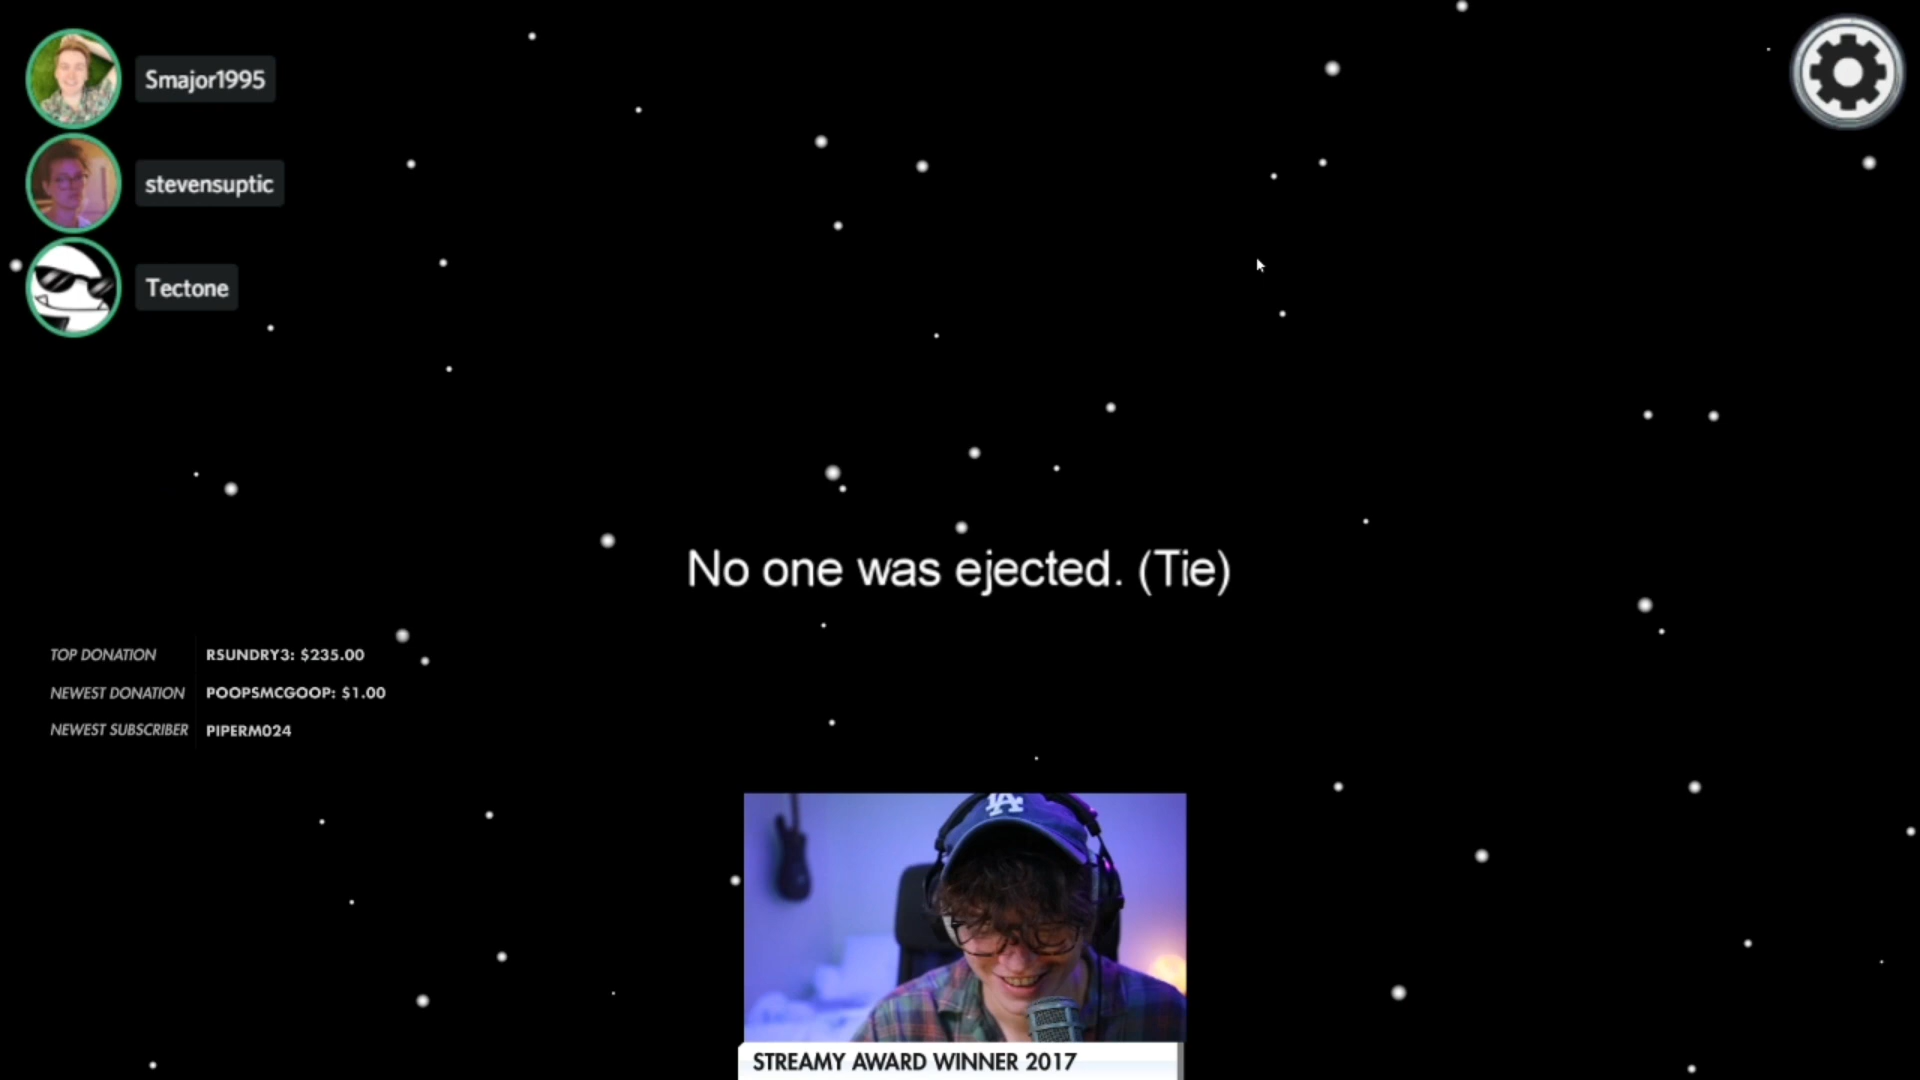 Smajor1995
stevensuptic
Tectone
No one was ejected. (Tie)
TOP DONATION RSUNDRY3: $235.00
NEWEST DONATION POOPSMCGOOP: $1.00
NEWEST SUBSCRIBER PIPERM024
LA
STREAMY AWARD WINNER 2017